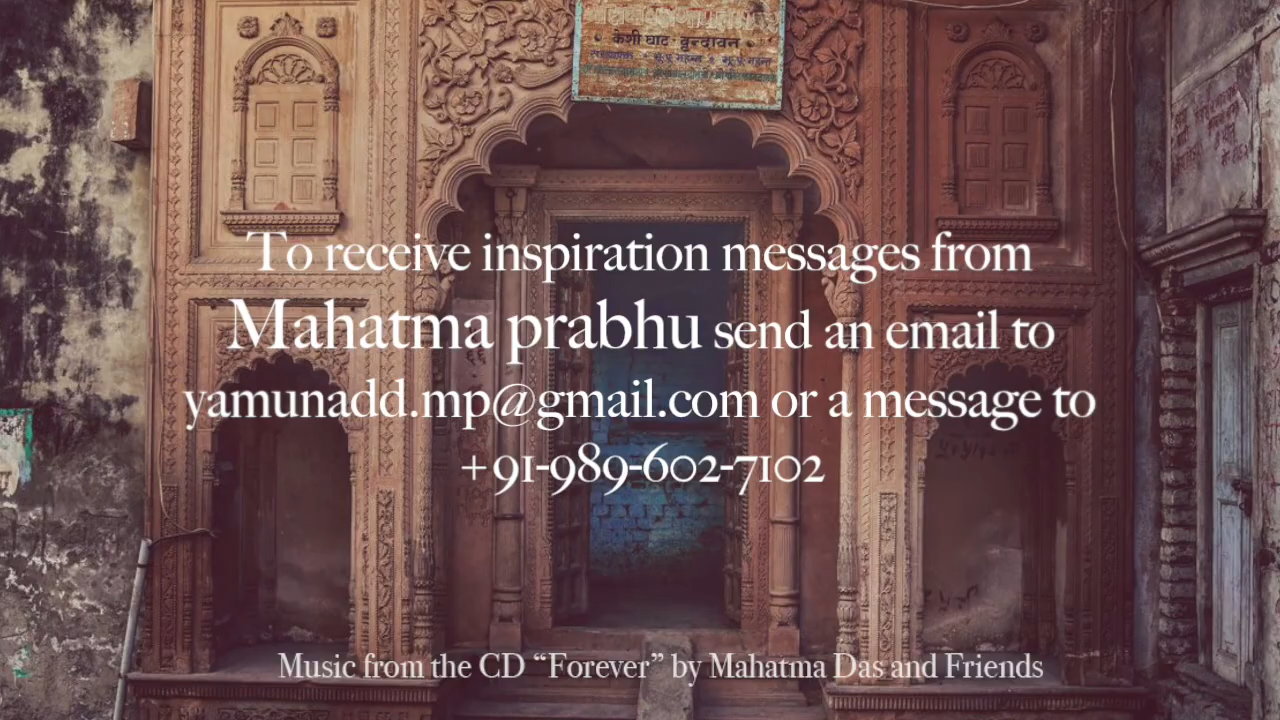 केशी घाट वृन्दावन
To receive inspiration messages from
Mahatma prabhu send an email to
yamunadd.mp@gmail.com or a message to
+91-989-602-7102
Music from the CD “Forever” by Mahatma Das and Friends